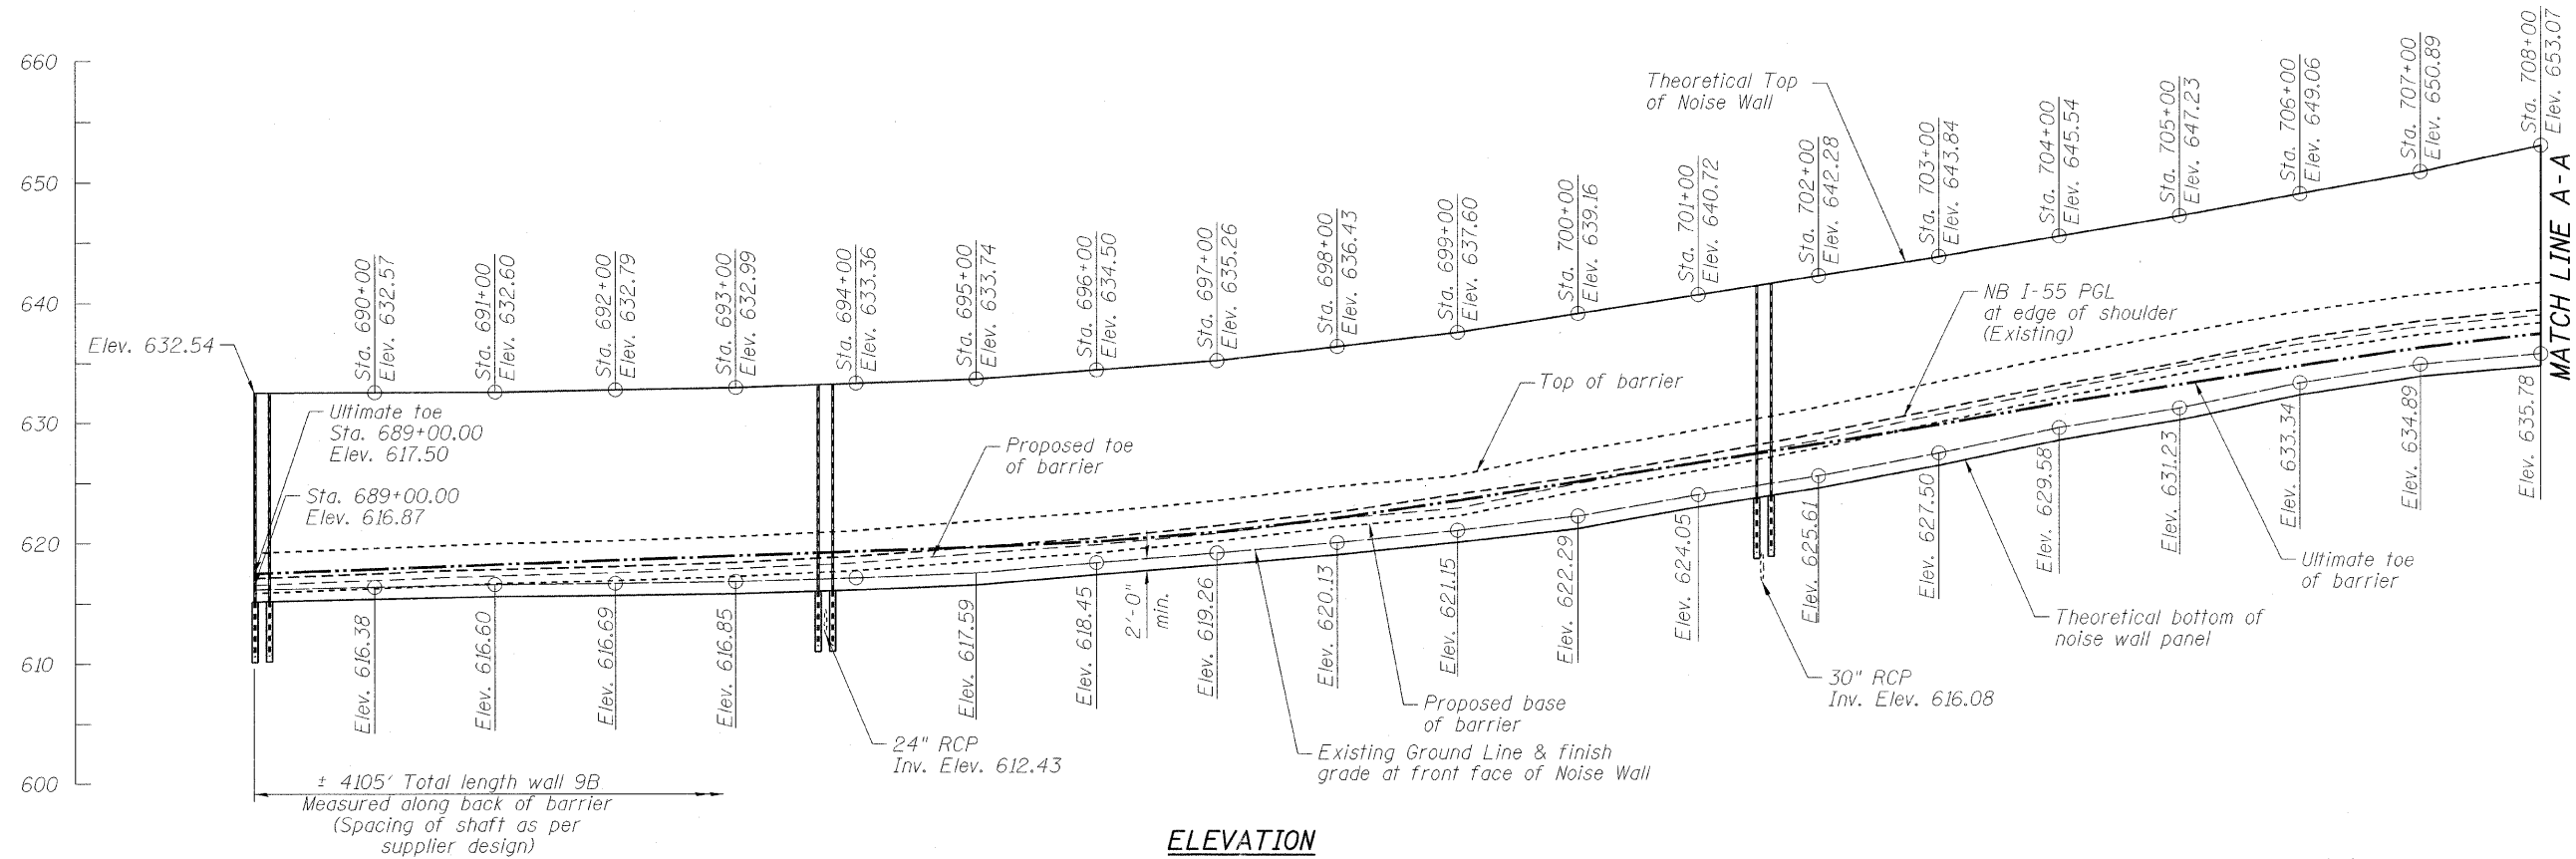 660
650
640
630
620
610
600
Elev. 632.54
Sta. 690+00
Elev. 632.57
Sta. 691+00
Elev. 632.60
Sta. 692+00
Elev. 632.79
Sta. 693+00
Elev. 632.99
Sta. 694+00
Elev. 633.36
Sta. 695+00
Elev. 633.74
Sta. 696+00
Elev. 634.50
Sta. 697+00
Elev. 635.26
Sta. 698+00
Elev. 636.43
Sta. 699+00
Elev. 637.60
Sta. 700+00
Elev. 639.16
Sta. 701+00
Elev. 640.72
Sta. 702+00
Elev. 642.28
Sta. 703+00
Elev. 643.84
Sta. 704+00
Elev. 645.54
Sta. 705+00
Elev. 647.23
Sta. 706+00
Elev. 649.06
Sta. 707+00
Elev. 650.89
Sta. 708+00
Elev. 653.07
MATCH LINE A-A
Theoretical Top
of Noise Wall
NB I-55 PGL
at edge of shoulder
(Existing)
Top of barrier
Ultimate toe
Sta. 689+00.00
Elev. 617.50
Sta. 689+00.00
Elev. 616.87
Proposed toe
of barrier
Elev. 616.38
Elev. 616.60
Elev. 616.69
Elev. 616.85
Elev. 617.59
Elev. 618.45
2'-0"
min.
Elev. 619.26
Elev. 620.13
Elev. 621.15
Elev. 622.29
Elev. 624.05
Elev. 625.61
Elev. 627.50
Elev. 629.58
Elev. 631.23
Elev. 633.34
Elev. 634.89
Elev. 635.78
Ultimate toe
of barrier
Theoretical bottom of
noise wall panel
30" RCP
Inv. Elev. 616.08
Proposed base
of barrier
Existing Ground Line & finish
grade at front face of Noise Wall
24" RCP
Inv. Elev. 612.43
± 4105' Total length wall 9B
Measured along back of barrier
(Spacing of shaft as per
supplier design)
ELEVATION